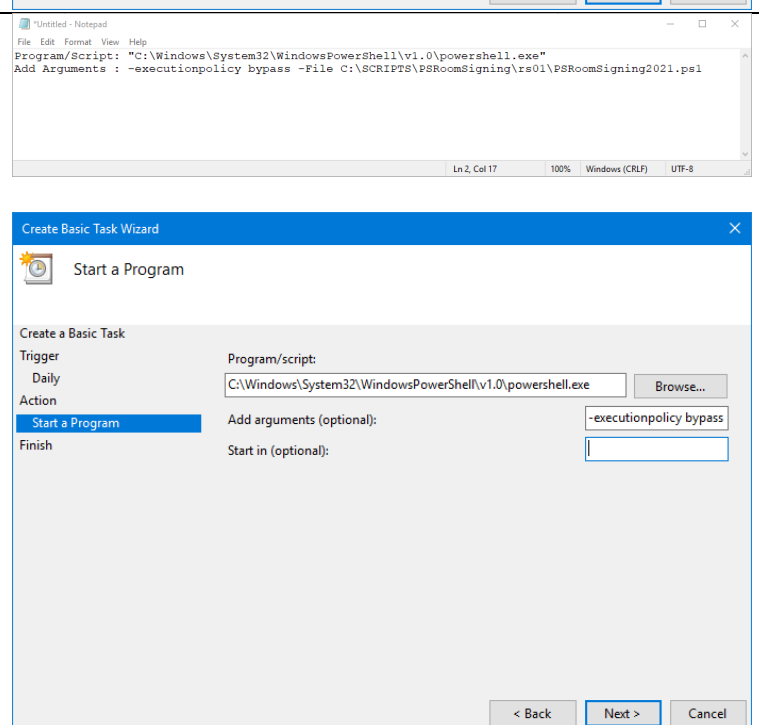 *Untitled - Notepad
File Edit Format View Help
Program/Script: "C:\Windows\System32\WindowsPowerShell\v1.0\powershell.exe"
Add Arguments : -executionpolicy bypass -File C:\SCRIPTS\PSRoomSigning\rs01\PSRoomSigning2021.ps1
Ln 2, Col 17 100% Windows (CRLF) UTF-8
Create Basic Task Wizard
Start a Program
Create a Basic Task
Trigger
Daily
Action
Start a Program
Finish
Program/script:
C:\Windows\System32\WindowsPowerShell\v1.0\powershell.exe
Browse...
Add arguments (optional):
-executionpolicy bypass
Start in (optional):
< Back Next > Cancel